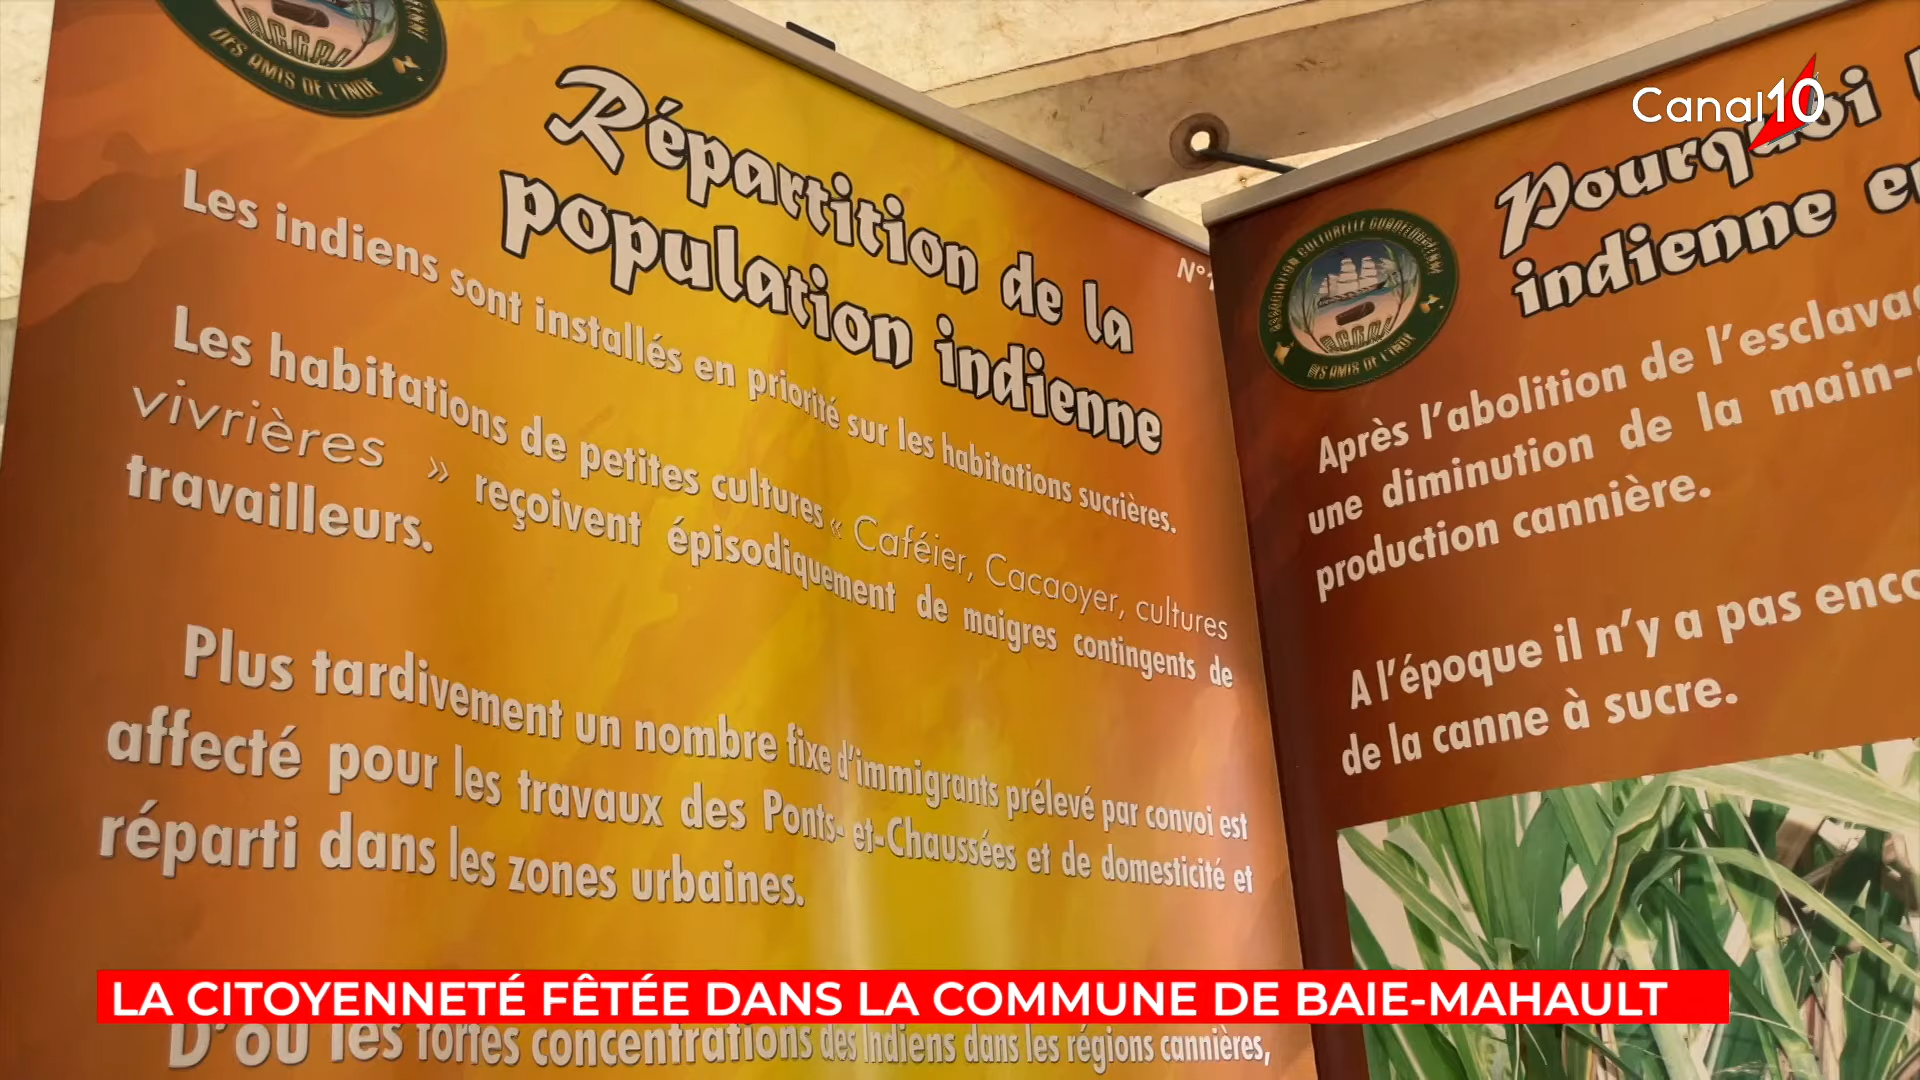 Canal10
ACGAI
DES AMIS DE L'INDE
Répartition de la
population indienne
Les indiens sont installés en priorité sur les habitations sucrières.
Les habitations de petites cultures « Caféier, Cacaoyer, cultures
vivrières » reçoivent épisodiquement de maigres contingents de
travailleurs.
Plus tardivement un nombre fixe d'immigrants prélevé par convoi est
affecté pour les travaux des Ponts- et-Chaussées et de domesticité et
réparti dans les zones urbaines.
D'où les fortes concentrations des Indiens dans les régions cannières,
N°
ASSOCIATION CULTURELLE GUADELOUPÉENNE
ACGAI
DES AMIS DE L'INDE
Pourquoi
indienne
Après l'abolition de l'esclava
une diminution de la main-
production cannière.
A l'époque il n'y a pas enco
de la canne à sucre.
LA CITOYENNETÉ FÊTÉE DANS LA COMMUNE DE BAIE-MAHAULT